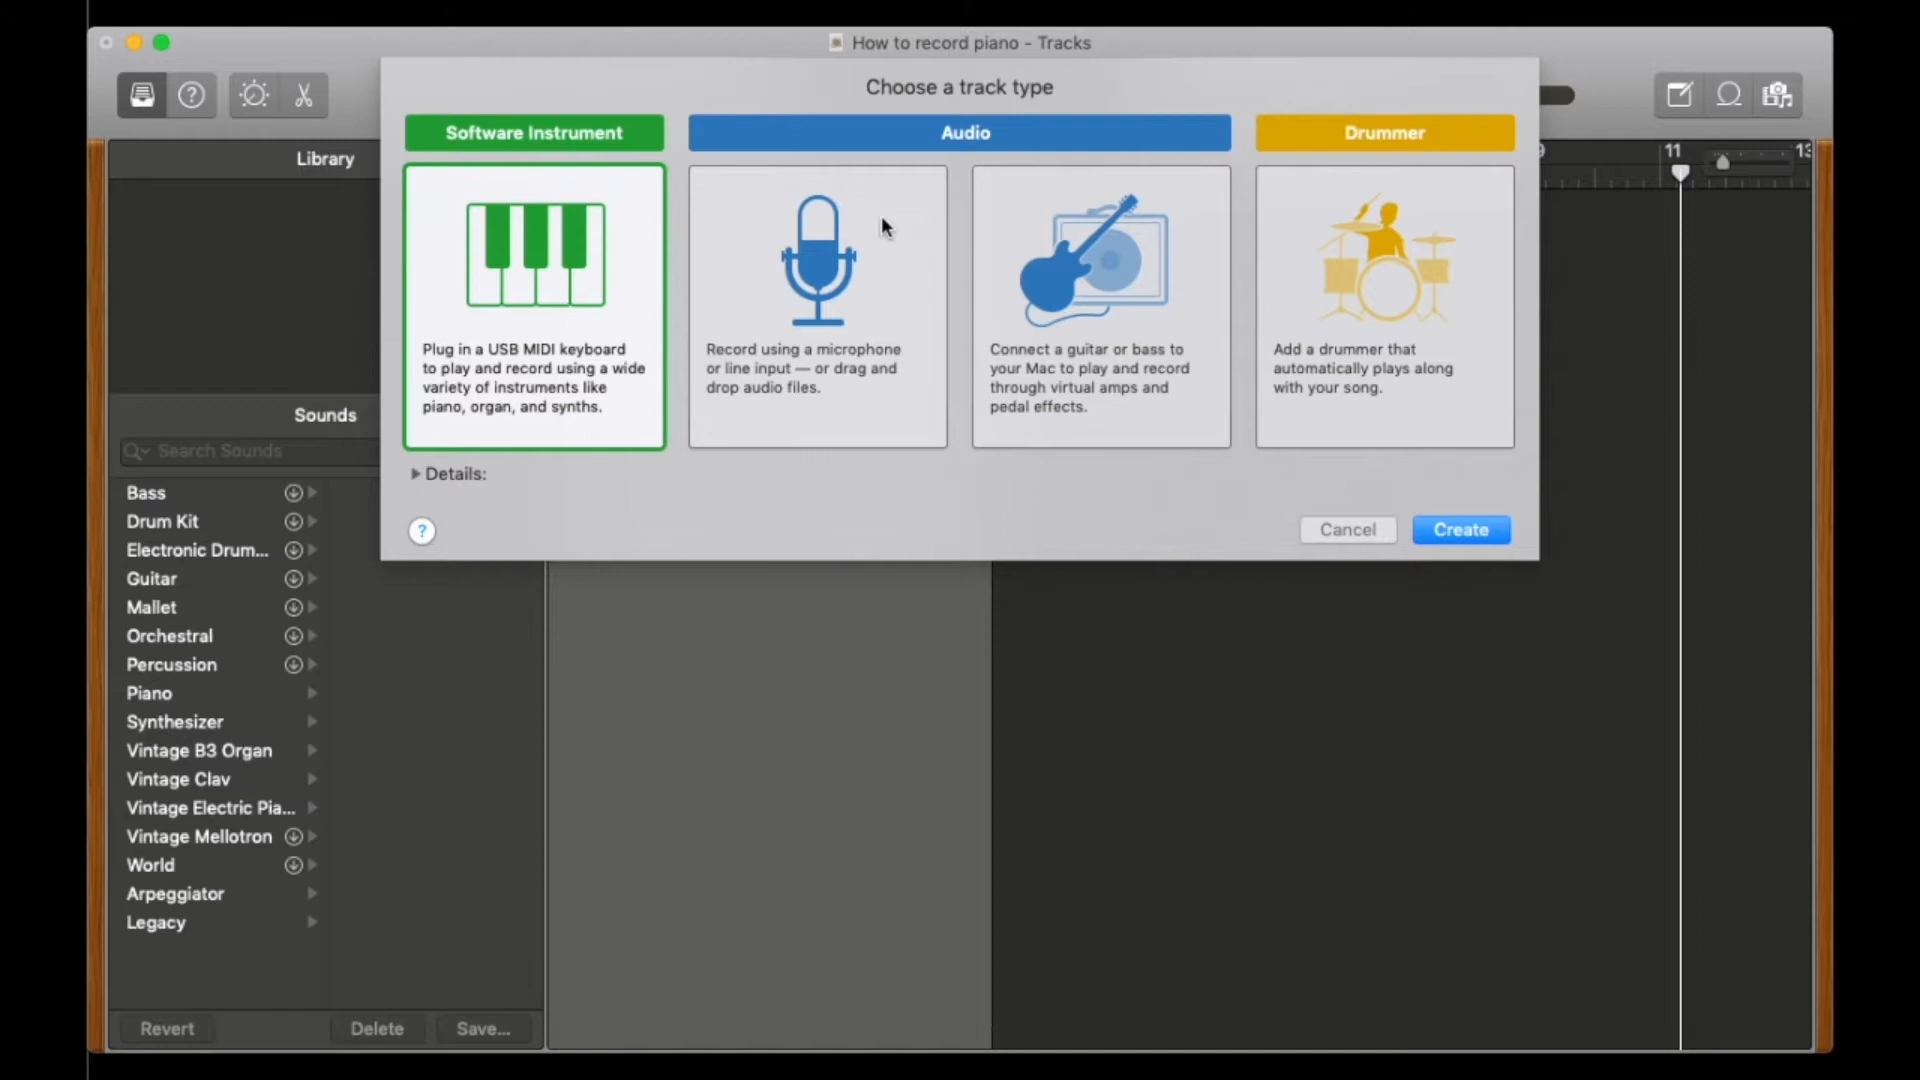 How to record piano - Tracks
Choose a track type
Software Instrument
Audio
Drummer
Plug in a USB MIDI keyboard
to play and record using a wide
variety of instruments like
piano, organ, and synths.
Record using a microphone
or line input — or drag and
drop audio files.
Connect a guitar or bass to
your Mac to play and record
through virtual amps and
pedal effects.
Add a drummer that
automatically plays along
with your song.
Details:
?
Cancel
Create
Library
9
11
13
Sounds
Search Sounds
Bass
Drum Kit
Electronic Drum...
Guitar
Mallet
Orchestral
Percussion
Piano
Synthesizer
Vintage B3 Organ
Vintage Clav
Vintage Electric Pia...
Vintage Mellotron
World
Arpeggiator
Legacy
Revert
Delete
Save...